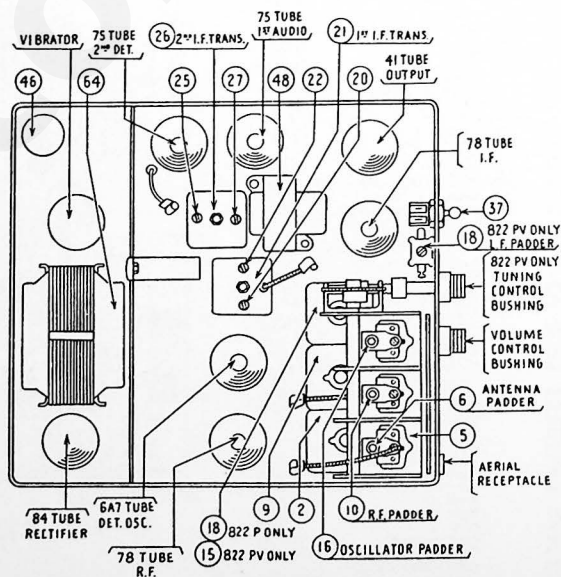 VIBRATOR
75 TUBE
2ND DET.
26 2ND I.F. TRANS.
75 TUBE
1ST AUDIO
21 1ST I.F. TRANS.
41 TUBE
OUTPUT
46
64
25
27
48
22
20
78 TUBE
I.F.
37
18 822 PV ONLY
L.F. PADDER
822 PV ONLY
TUNING
CONTROL
BUSHING
VOLUME
CONTROL
BUSHING
6 ANTENNA
PADDER
5
AERIAL
RECEPTACLE
84 TUBE
RECTIFIER
6A7 TUBE
DET. OSC.
78 TUBE
R.F.
9
2
10 R.F. PADDER
18 822 P ONLY
15 822 PV ONLY
16 OSCILLATOR PADDER